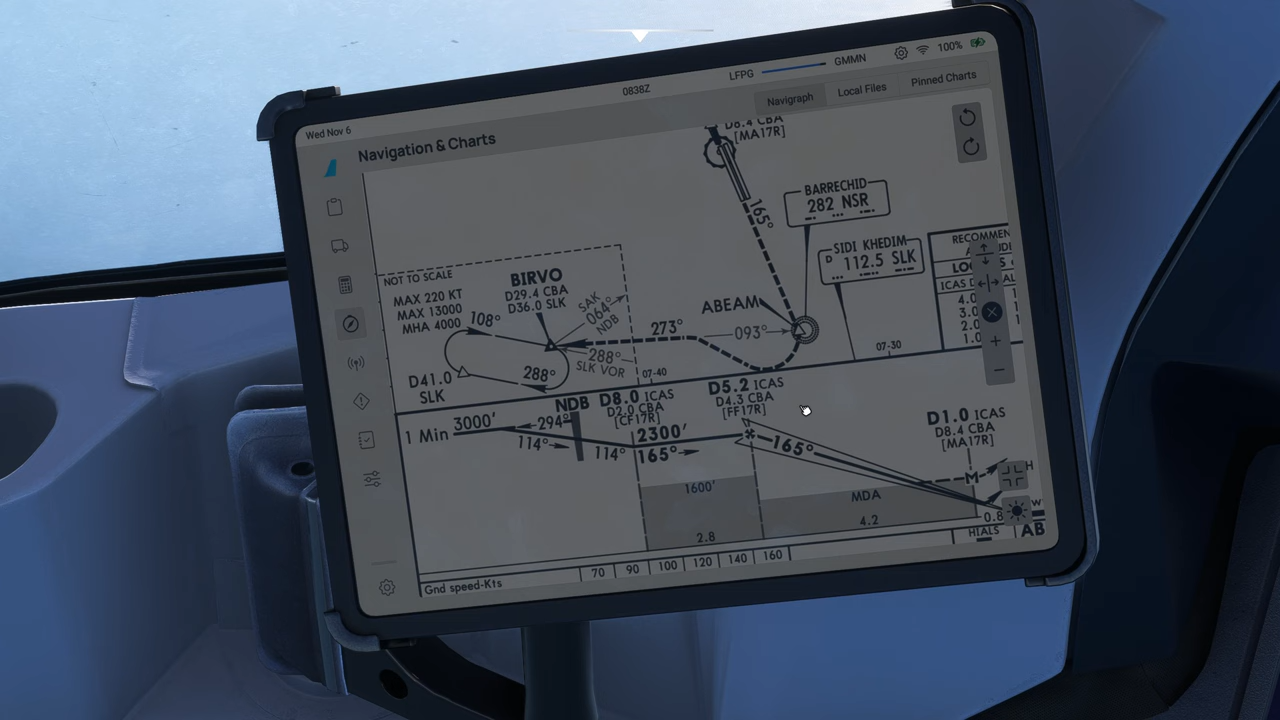 LFPG
GMMN
100%
0838Z
Wed Nov 6
Navigation & Charts
Navigraph
Local Files
Pinned Charts
D8.4 CBA
[MA17R]
165°
BARRECHID
282 NSR
SIDI KHEDIM
D 112.5 SLK
NOT TO SCALE
MAX 220 KT
MAX 13000
MHA 4000
108°
BIRVO
D29.4 CBA
D36.0 SLK
SAK
064°
NDB
273°
ABEAM
093°
288°
SLK VOR
288°
D41.0
SLK
07-40
07-30
RECOMMEN
ICAS D
4.0
3.0
2.0
1.0
1 Min
3000'
294°
114°
NDB
114°
D8.0 ICAS
D2.0 CBA
[CF17R]
2300'
165°
D5.2 ICAS
D4.3 CBA
[FF17R]
165°
D1.0 ICAS
D8.4 CBA
[MA17R]
M
1600'
2.8
MDA
4.2
0.8
HIALS
Gnd speed-Kts
70
90
100
120
140
160